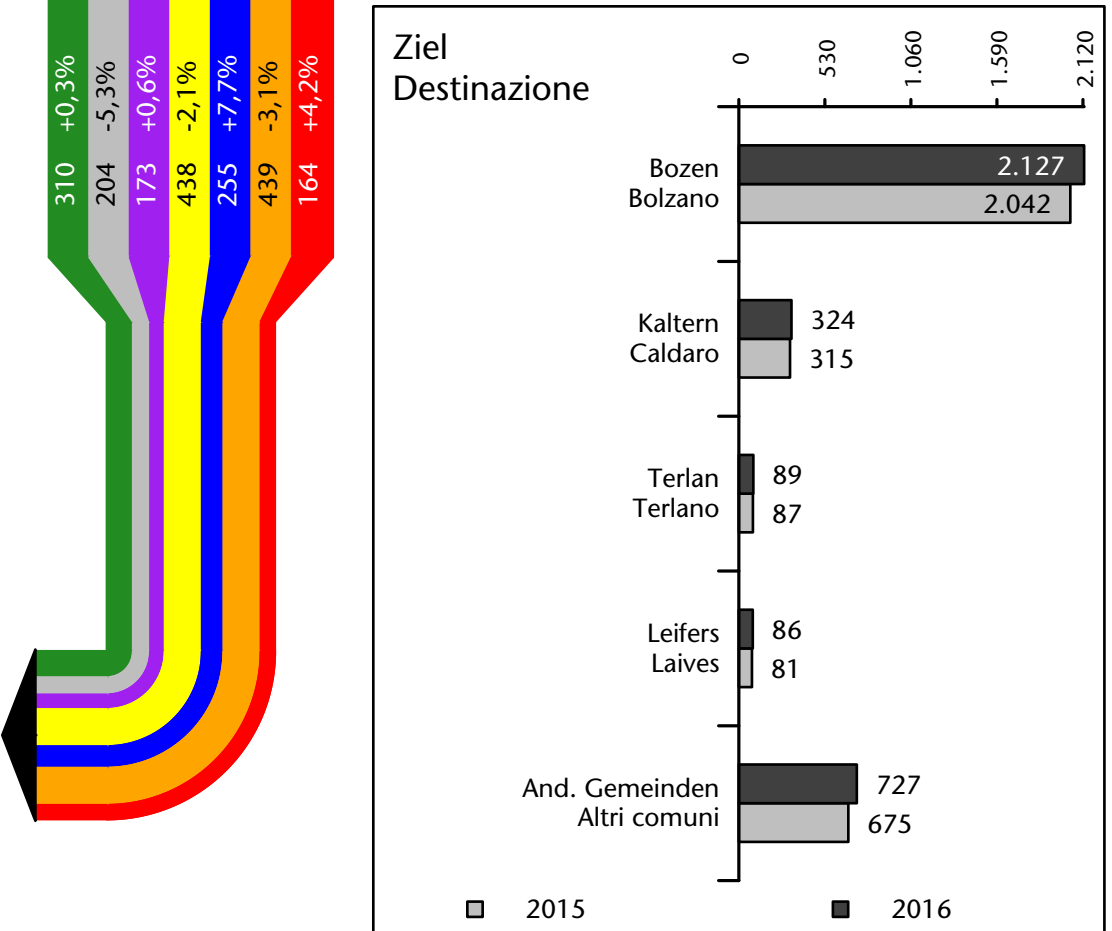 310 +0,3%
204 -5,3%
173 +0,6%
438 -2,1%
255 +7,7%
439 -3,1%
164 +4,2%
Ziel
Destinazione
0
530
1.060
1.590
2.120
Bozen
Bolzano
2.127
2.042
Kaltern
Caldaro
324
315
Terlan
Terlano
89
87
Leifers
Laives
86
81
And. Gemeinden
Altri comuni
727
675
2015
2016